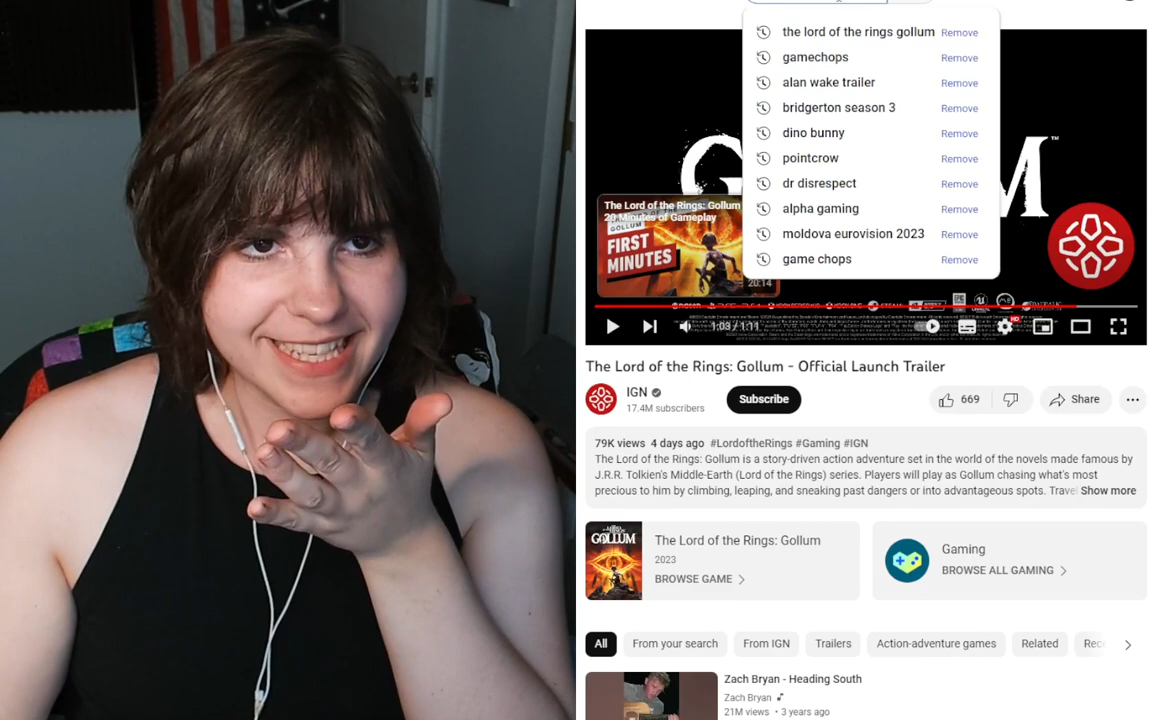 the lord of the rings gollum Remove
gamechops Remove
alan wake trailer Remove
bridgerton season 3 Remove
dino bunny Remove
pointcrow Remove
dr disrespect Remove
alpha gaming Remove
moldova eurovision 2023 Remove
game chops Remove
G M™
The Lord of the Rings: Gollum
20 Minutes of Gameplay
GOLLUM
FIRST
MINUTES
20:14
1:03 / 1:11
HD
The Lord of the Rings: Gollum - Official Launch Trailer
IGN
17.4M subscribers
Subscribe
669
Share
79K views 4 days ago #LordoftheRings #Gaming #IGN
The Lord of the Rings: Gollum is a story-driven action adventure set in the world of the novels made famous by
J.R.R. Tolkien's Middle-Earth (Lord of the Rings) series. Players will play as Gollum chasing what's most
precious to him by climbing, leaping, and sneaking past dangers or into advantageous spots. Travel Show more
GOLLUM
The Lord of the Rings: Gollum
2023
BROWSE GAME
Gaming
BROWSE ALL GAMING
All
From your search
From IGN
Trailers
Action-adventure games
Related
Rece
Zach Bryan - Heading South
Zach Bryan
21M views • 3 years ago